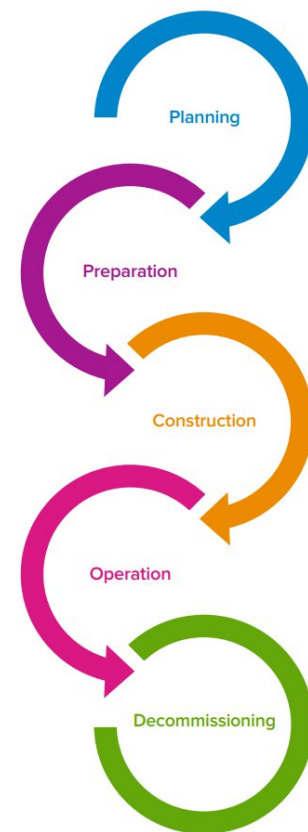 Planning
Preparation
Construction
Operation
Decommissioning